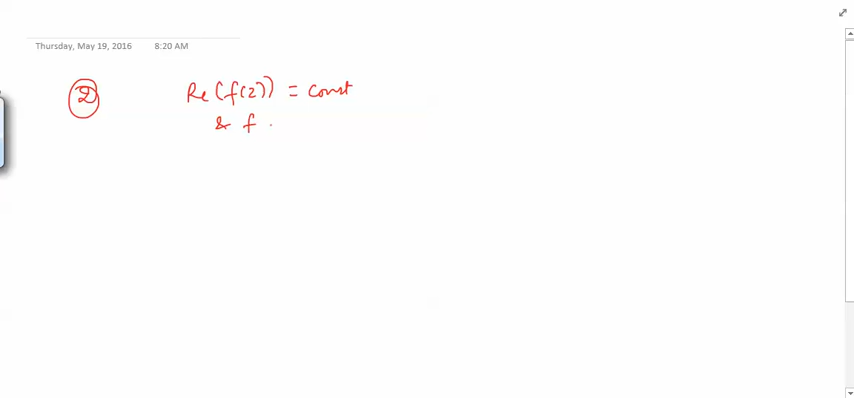 Thursday, May 19, 2016 8:20 AM
② Re(f(z)) = const
& f .